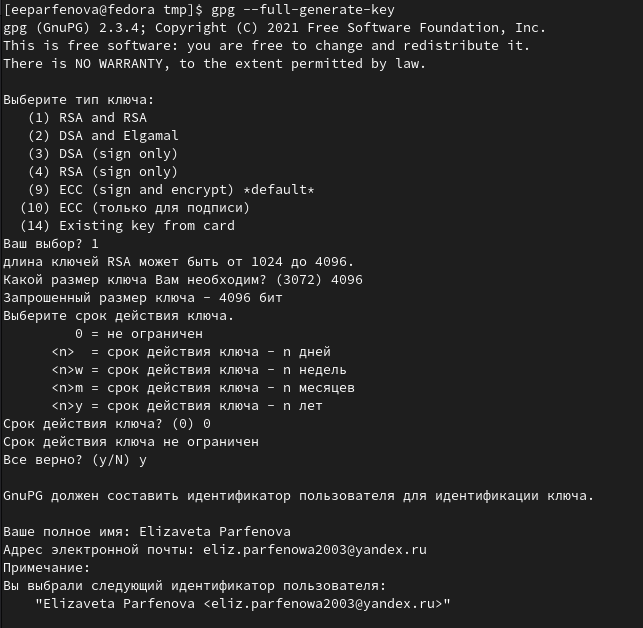 [eeparfenova@fedora tmp]$ gpg --full-generate-key
gpg (GnuPG) 2.3.4; Copyright (C) 2021 Free Software Foundation, Inc.
This is free software: you are free to change and redistribute it.
There is NO WARRANTY, to the extent permitted by law.

Выберите тип ключа:
   (1) RSA and RSA
   (2) DSA and Elgamal
   (3) DSA (sign only)
   (4) RSA (sign only)
   (9) ECC (sign and encrypt) *default*
  (10) ECC (только для подписи)
  (14) Existing key from card
Ваш выбор? 1
длина ключей RSA может быть от 1024 до 4096.
Какой размер ключа Вам необходим? (3072) 4096
Запрошенный размер ключа - 4096 бит
Выберите срок действия ключа.
         0 = не ограничен
      <n>  = срок действия ключа - n дней
      <n>w = срок действия ключа - n недель
      <n>m = срок действия ключа - n месяцев
      <n>y = срок действия ключа - n лет
Срок действия ключа? (0) 0
Срок действия ключа не ограничен
Все верно? (y/N) y

GnuPG должен составить идентификатор пользователя для идентификации ключа.

Ваше полное имя: Elizaveta Parfenova
Адрес электронной почты: eliz.parfenowa2003@yandex.ru
Примечание:
Вы выбрали следующий идентификатор пользователя:
    "Elizaveta Parfenova <eliz.parfenowa2003@yandex.ru>"